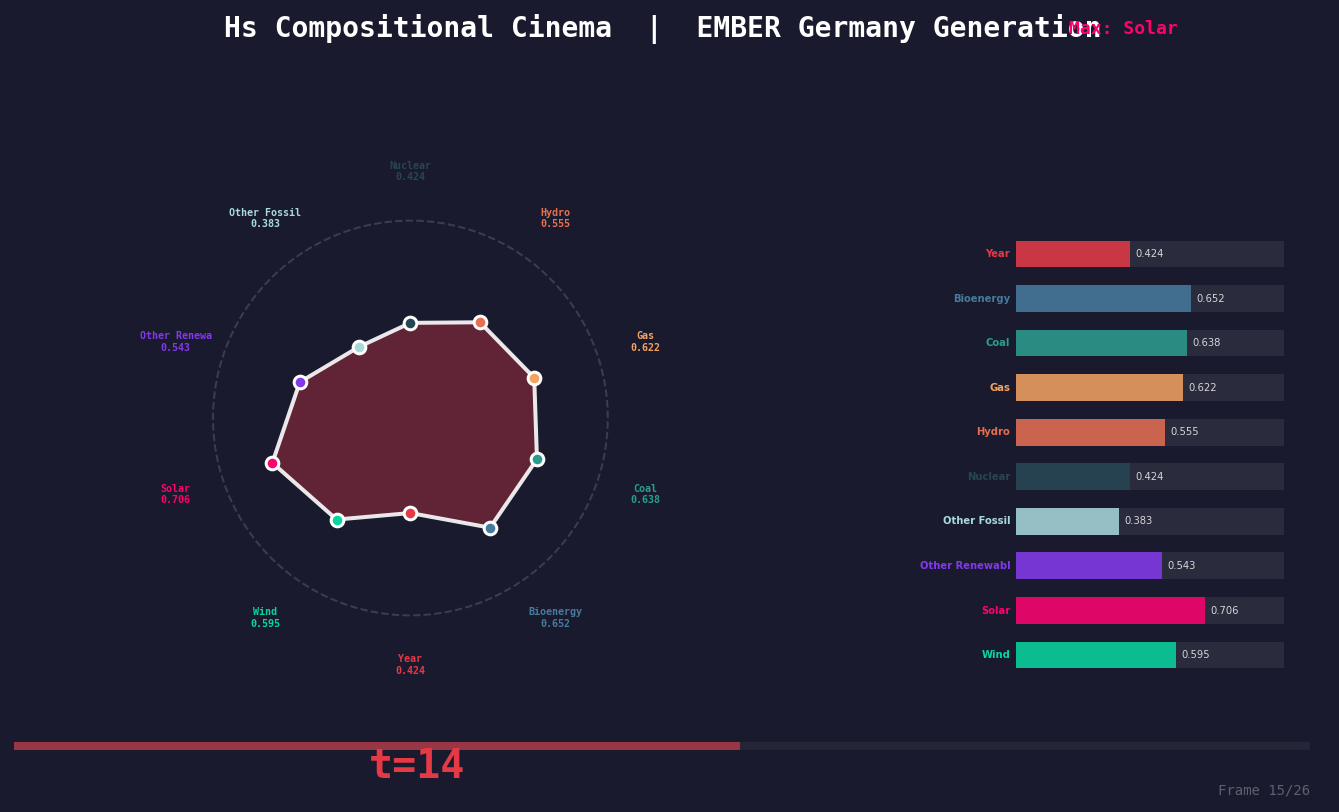 Hs Compositional Cinema | EMBER Germany Generation
Max: Solar
Nuclear
0.424
Other Fossil
0.383
Hydro
0.555
Other Renewa
0.543
Gas
0.622
Solar
0.706
Coal
0.638
Wind
0.595
Bioenergy
0.652
Year
0.424
Year 0.424
Bioenergy 0.652
Coal 0.638
Gas 0.622
Hydro 0.555
Nuclear 0.424
Other Fossil 0.383
Other Renewabl 0.543
Solar 0.706
Wind 0.595
t=14
Frame 15/26